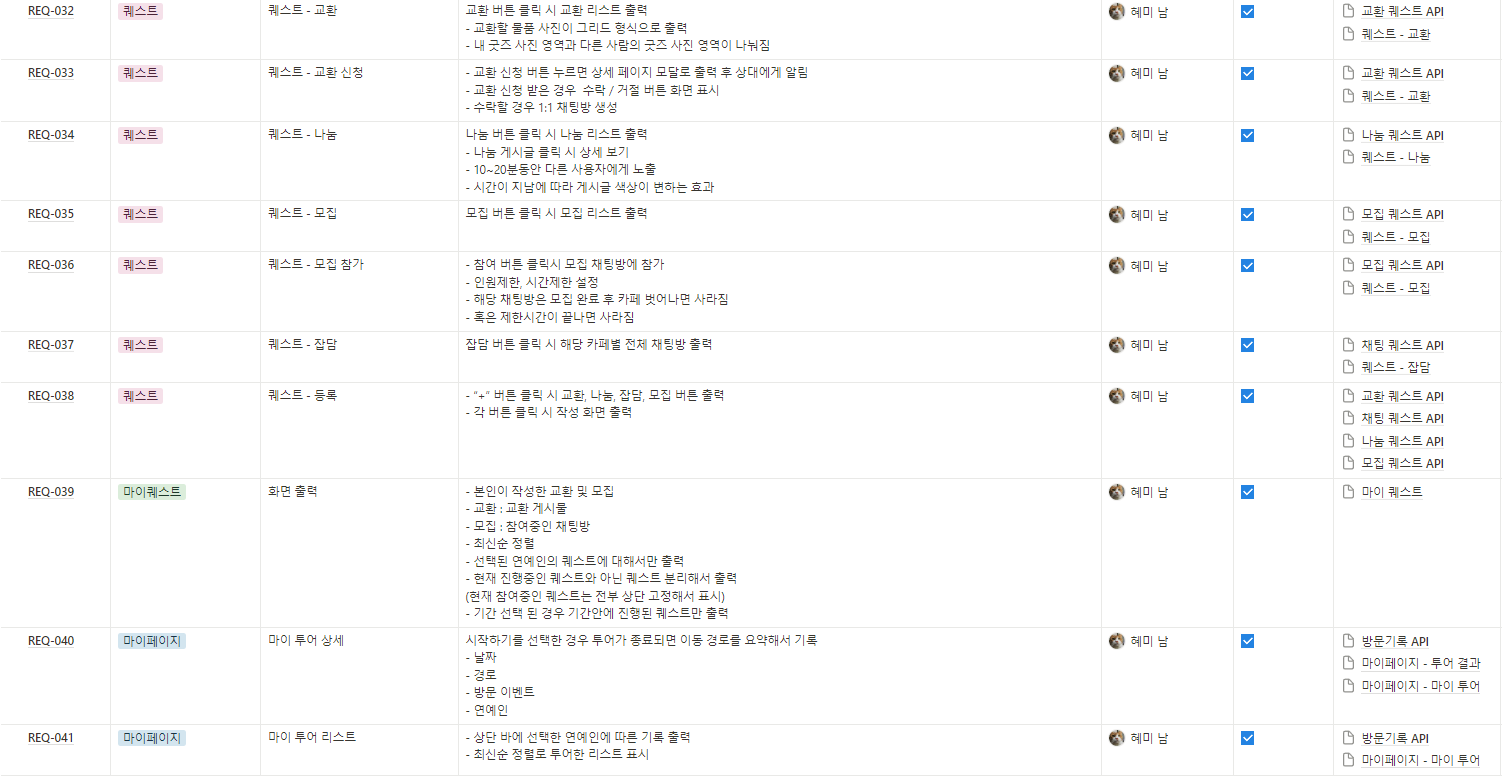 REQ-032 퀘스트 퀘스트 - 교환 교환 버튼 클릭 시 교환 리스트 출력 혜미 남 교환 퀘스트 API
- 교환할 물품 사진이 그리드 형식으로 출력 퀘스트 - 교환
- 내 굿즈 사진 영역과 다른 사람의 굿즈 사진 영역이 나눠짐
REQ-033 퀘스트 퀘스트 - 교환 신청 - 교환 신청 버튼 누르면 상세 페이지 모달로 출력 후 상대에게 알림 혜미 남 교환 퀘스트 API
- 교환 신청 받은 경우 수락 / 거절 버튼 화면 표시 퀘스트 - 교환
- 수락할 경우 1:1 채팅방 생성
REQ-034 퀘스트 퀘스트 - 나눔 나눔 버튼 클릭 시 나눔 리스트 출력 혜미 남 나눔 퀘스트 API
- 나눔 게시글 클릭 시 상세 보기 퀘스트 - 나눔
- 10~20분동안 다른 사용자에게 노출
- 시간이 지남에 따라 게시글 색상이 변하는 효과
REQ-035 퀘스트 퀘스트 - 모집 모집 버튼 클릭 시 모집 리스트 출력 혜미 남 모집 퀘스트 API
퀘스트 - 모집
REQ-036 퀘스트 퀘스트 - 모집 참가 - 참여 버튼 클릭시 모집 채팅방에 참가 혜미 남 모집 퀘스트 API
- 인원제한, 시간제한 설정 퀘스트 - 모집
- 해당 채팅방은 모집 완료 후 카페 벗어나면 사라짐
- 혹은 제한시간이 끝나면 사라짐
REQ-037 퀘스트 퀘스트 - 잡담 잡담 버튼 클릭 시 해당 카페별 전체 채팅방 출력 혜미 남 채팅 퀘스트 API
퀘스트 - 잡담
REQ-038 퀘스트 퀘스트 - 등록 - “+” 버튼 클릭 시 교환, 나눔, 잡담, 모집 버튼 출력 혜미 남 교환 퀘스트 API
- 각 버튼 클릭 시 작성 화면 출력 채팅 퀘스트 API
나눔 퀘스트 API
모집 퀘스트 API
REQ-039 마이퀘스트 화면 출력 - 본인이 작성한 교환 및 모집 혜미 남 마이 퀘스트
- 교환 : 교환 게시물
- 모집 : 참여중인 채팅방
- 최신순 정렬
- 선택된 연예인의 퀘스트에 대해서만 출력
- 현재 진행중인 퀘스트와 아닌 퀘스트 분리해서 출력
(현재 참여중인 퀘스트는 전부 상단 고정해서 표시)
- 기간 선택 된 경우 기간안에 진행된 퀘스트만 출력
REQ-040 마이페이지 마이 투어 상세 시작하기를 선택한 경우 투어가 종료되면 이동 경로를 요약해서 기록 혜미 남 방문기록 API
- 날짜 마이페이지 - 투어 결과
- 경로 마이페이지 - 마이 투어
- 방문 이벤트
- 연예인
REQ-041 마이페이지 마이 투어 리스트 - 상단 바에 선택한 연예인에 따른 기록 출력 혜미 남 방문기록 API
- 최신순 정렬로 투어한 리스트 표시 마이페이지 - 마이 투어